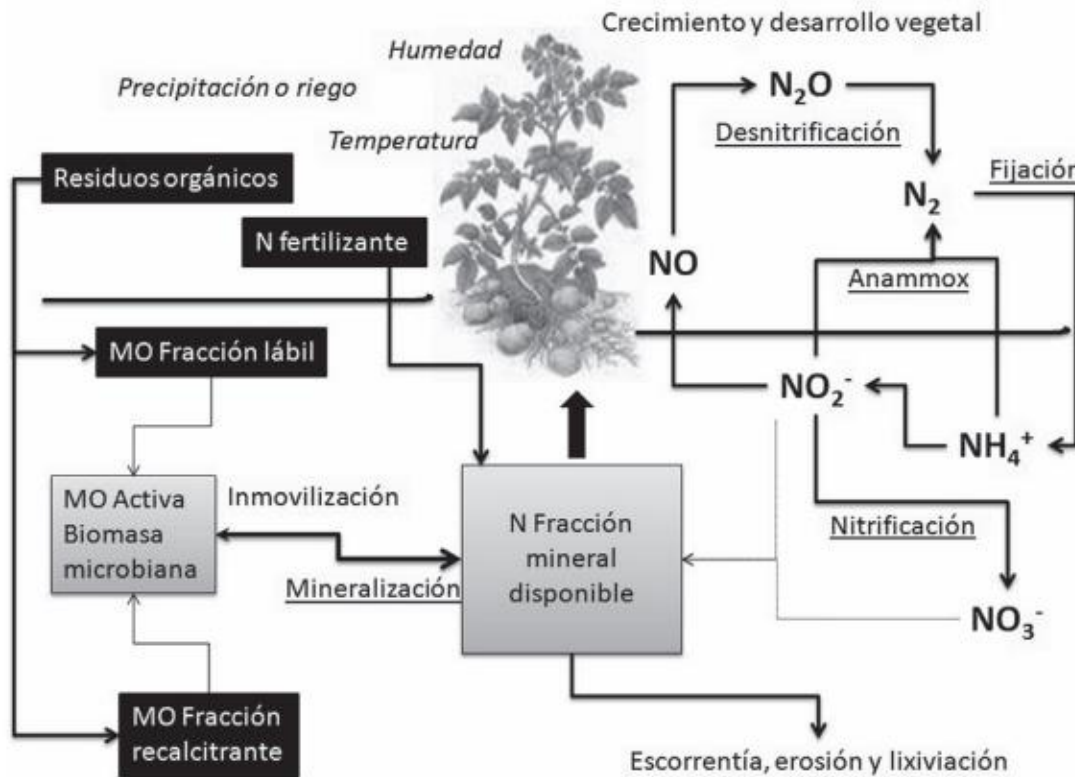 Crecimiento y desarrollo vegetal
Humedad
Precipitación o riego
Temperatura
N₂O
Desnitrificación
Residuos orgánicos
N₂
Fijación
N fertilizante
NO
Anammox
MO Fracción lábil
NO₂⁻
NH₄⁺
MO Activa
Biomasa
microbiana
Inmovilización
Mineralización
N Fracción
mineral
disponible
Nitrificación
NO₃⁻
MO Fracción
recalcitrante
Escorrentía, erosión y lixiviación